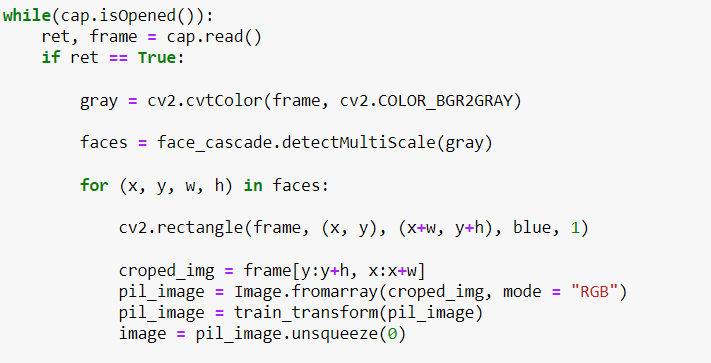 while(cap.isOpened()):
    ret, frame = cap.read()
    if ret == True:
        gray = cv2.cvtColor(frame, cv2.COLOR_BGR2GRAY)
        faces = face_cascade.detectMultiScale(gray)
        for (x, y, w, h) in faces:
            cv2.rectangle(frame, (x, y), (x+w, y+h), blue, 1)
            croped_img = frame[y:y+h, x:x+w]
            pil_image = Image.fromarray(croped_img, mode = "RGB")
            pil_image = train_transform(pil_image)
            image = pil_image.unsqueeze(0)